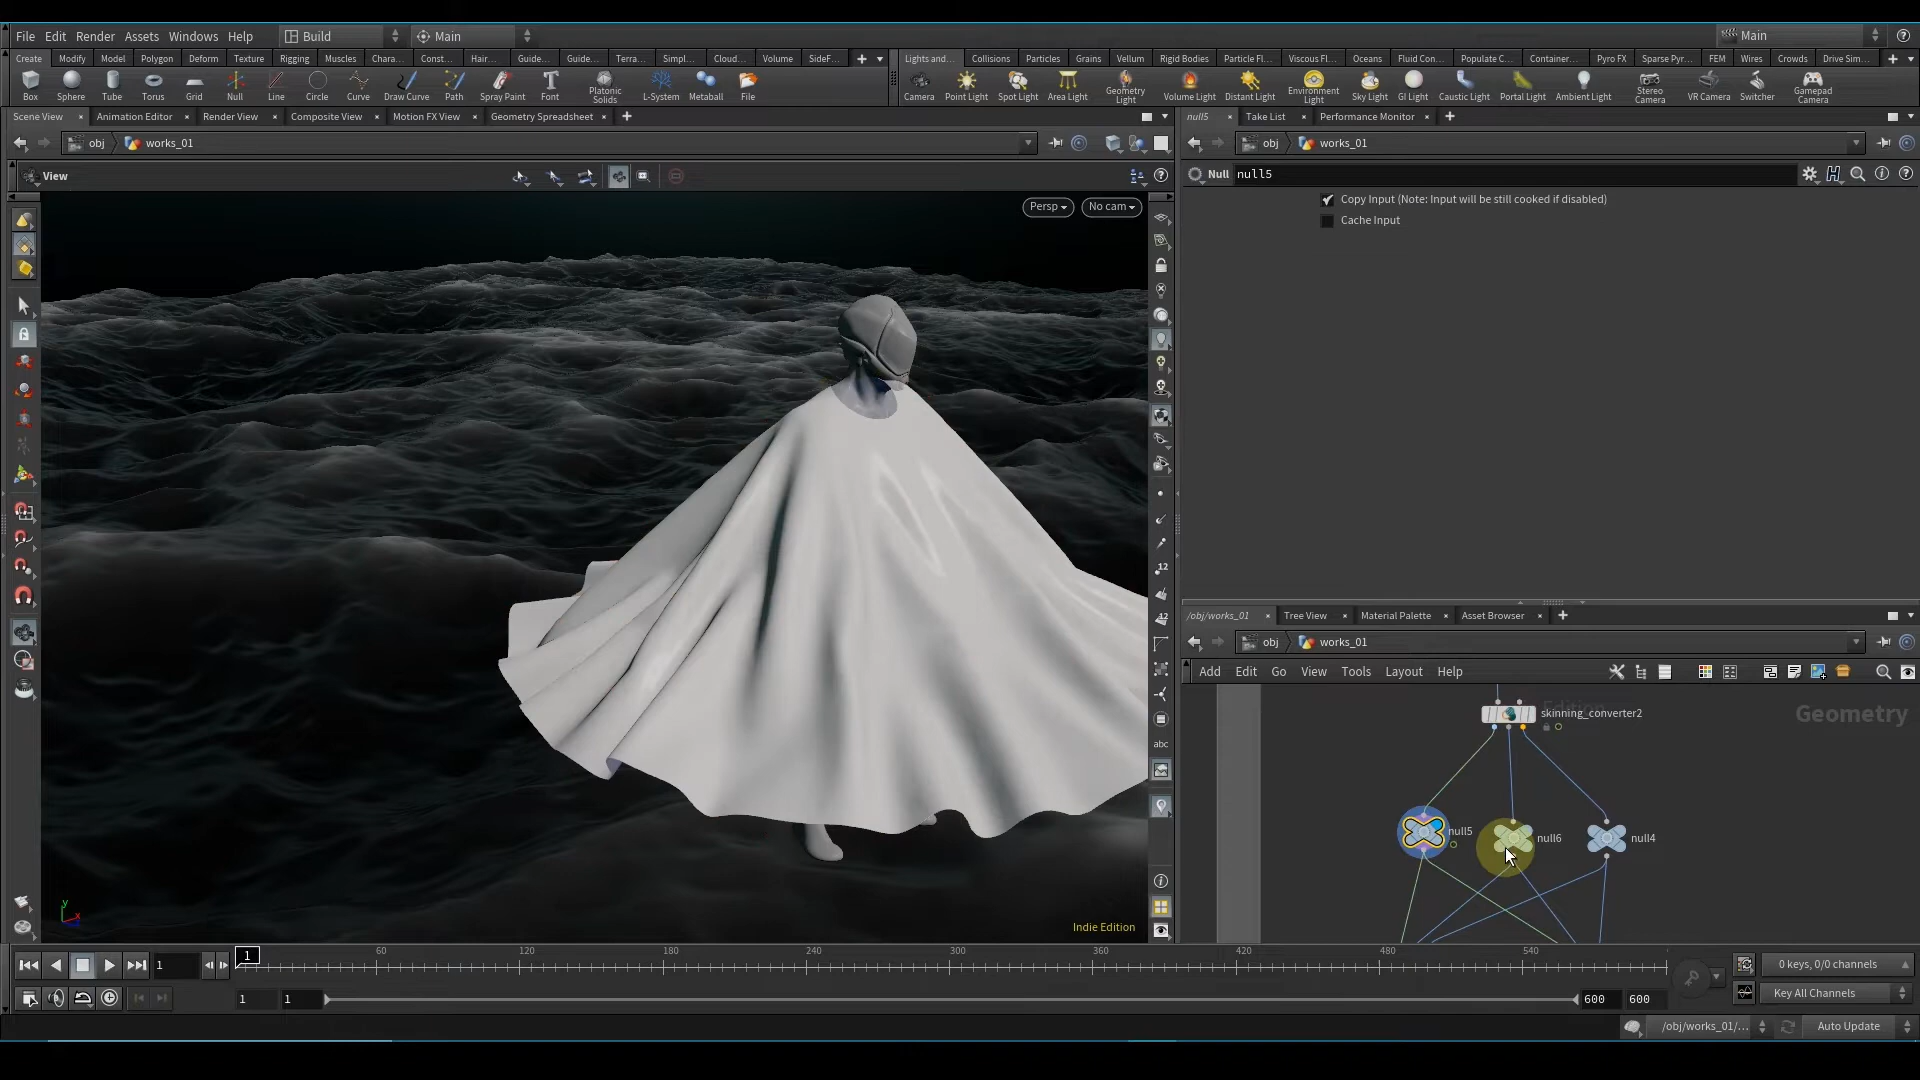 File Edit Render Assets Windows Help Build Main Main
Create Modify Model Polygon Deform Texture Rigging Muscles Chara... Const... Hair... Guide... Guide... Terra... Simpl... Cloud... Volume SideF... Lights and... Collisions Particles Grains Vellum Rigid Bodies Particle Fl... Viscous Fl... Oceans Fluid Con... Populate C... Container... Pyro FX Sparse Pyr... FEM Wires Crowds Drive Sim...
Box Sphere Tube Torus Grid Null Line Circle Curve Draw Curve Path Spray Paint Font Platonic Solids L-System Metaball File Camera Point Light Spot Light Area Light Geometry Light Volume Light Distant Light Environment Light Sky Light GI Light Caustic Light Portal Light Ambient Light Stereo Camera VR Camera Switcher Gamepad Camera
Scene View Animation Editor Render View Composite View Motion FX View Geometry Spreadsheet null5 Take List Performance Monitor
obj works_01 obj works_01
View
Null null5
Copy Input (Note: Input will be still cooked if disabled)
Cache Input
Persp No cam
12
12
abc
y
x
Indie Edition
/obj/works_01 Tree View Material Palette Asset Browser
obj works_01
Add Edit Go View Tools Layout Help
Edition
Geometry
skinning_converter2
null5 null6 null4
1 1 60 120 180 240 300 360 420 480 540
0 keys, 0/0 channels
1 1 600 600
Key All Channels
/obj/works_01/... Auto Update